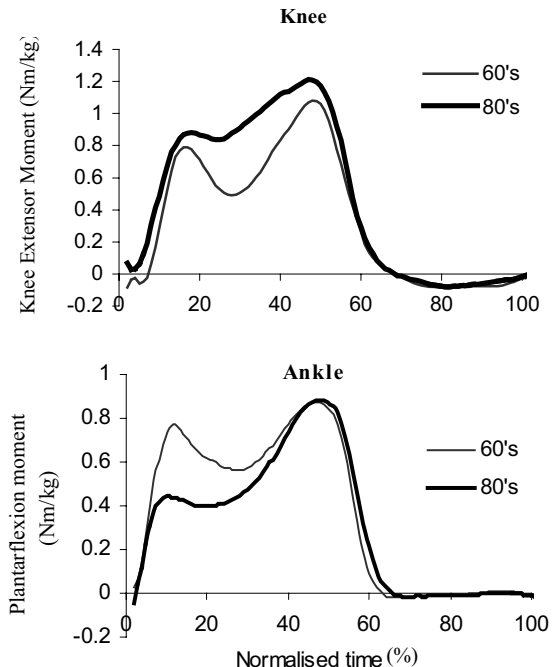 Knee
Knee Extensor Moment (Nm/kg)
1.4
1.2
1
0.8
0.6
0.4
0.2
0
-0.2
0 20 40 60 80 100
60's
80's
Ankle
Plantarflexion moment
(Nm/kg)
1
0.8
0.6
0.4
0.2
0
-0.2
0 20 40 60 80 100
60's
80's
Normalised time (%)